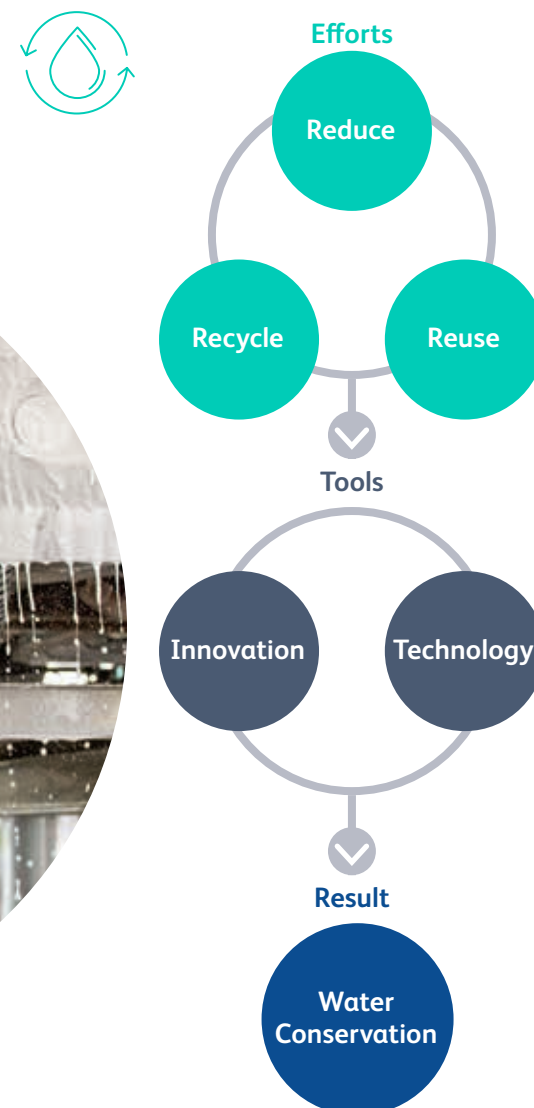 Efforts
Reduce
Recycle
Reuse
Tools
Innovation
Technology
Result
Water
Conservation